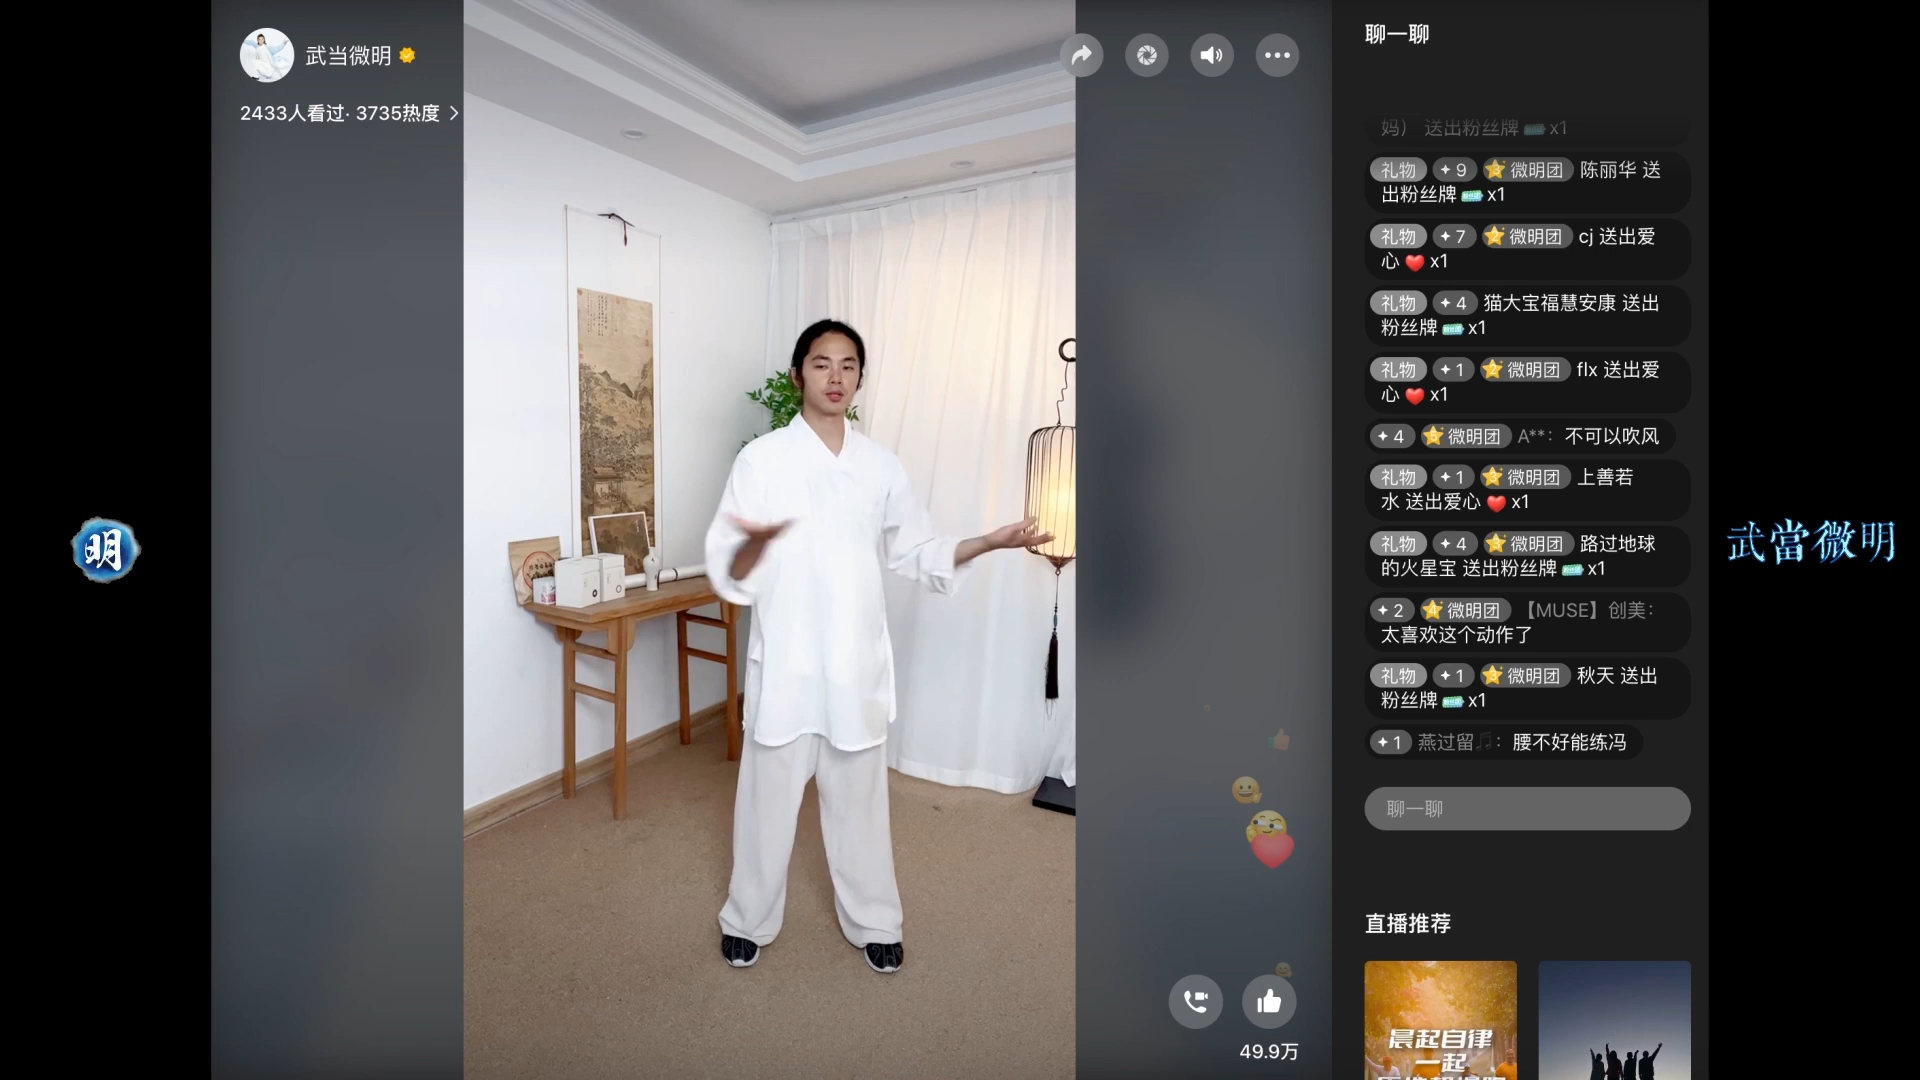 武当微明
2433人看过· 3735热度 >
聊一聊
妈） 送出粉丝牌 x1
礼物 9 微明团 陈丽华 送
出粉丝牌 x1
礼物 7 微明团 cj 送出爱
心 x1
礼物 4 猫大宝福慧安康 送出
粉丝牌 x1
礼物 1 微明团 flx 送出爱
心 x1
4 微明团 A**： 不可以吹风
礼物 1 微明团 上善若
水 送出爱心 x1
礼物 4 微明团 路过地球
的火星宝 送出粉丝牌 x1
2 微明团 【MUSE】创美：
太喜欢这个动作了
礼物 1 微明团 秋天 送出
粉丝牌 x1
1 燕过留🎵： 腰不好能练冯
聊一聊
明
武當微明
直播推荐
晨起自律
一起
49.9万